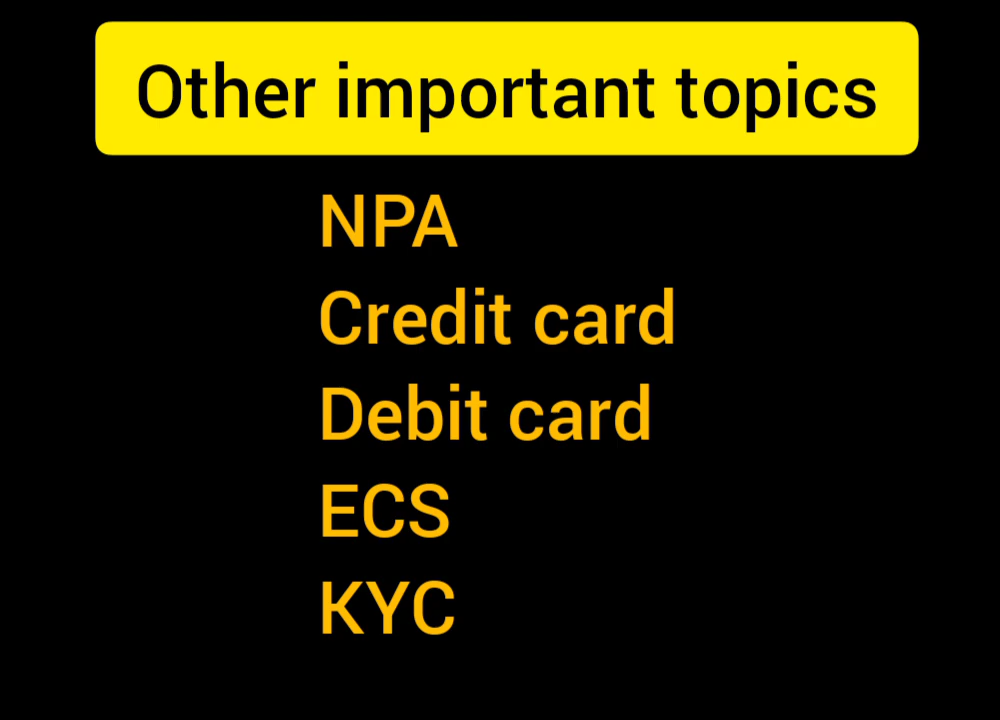 Other important topics
NPA
Credit card
Debit card
ECS
KYC